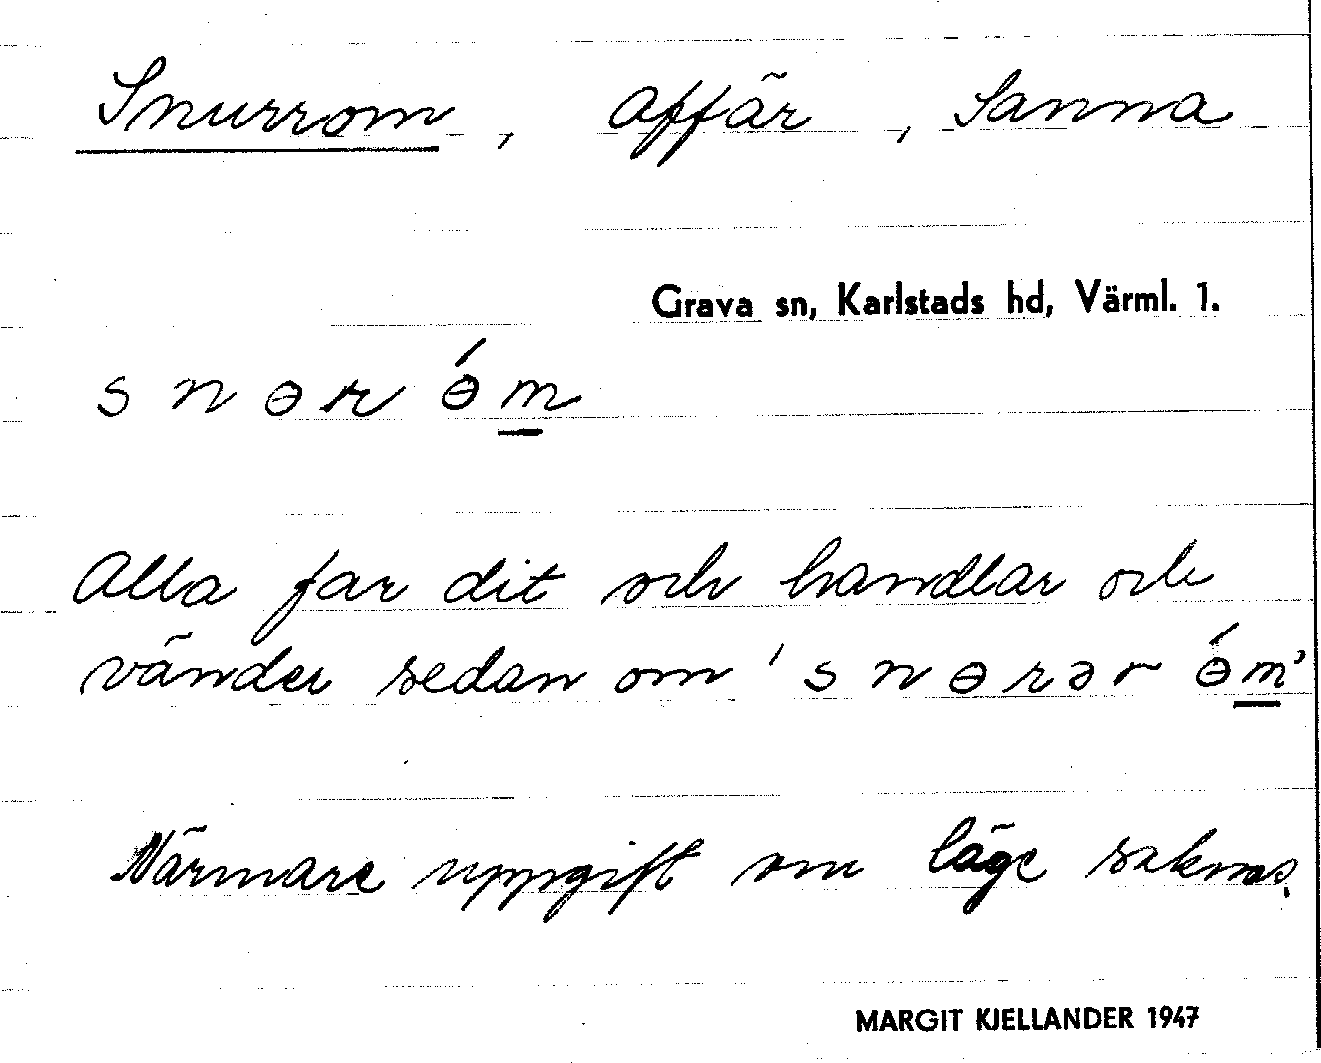 Snurrom, affär, Sanna
Grava sn, Karlstads hd, Värml. 1.
s n ɵ r ɵ́ m̲
Alla far dit och handlar och
vänder sedan om 's n ɵ r ə r ɵ́ m̲'
Närmare uppgift om läge saknas.
MARGIT KJELLANDER 1947